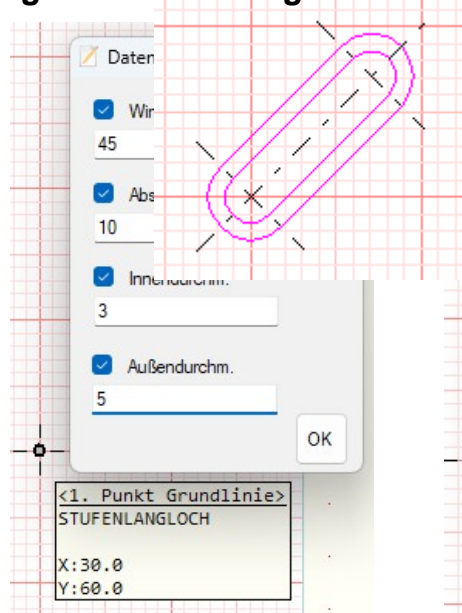 Daten
Win
45
Abs
10
Innendurchm.
3
Außendurchm.
5
OK
<1. Punkt Grundlinie>
STUFENLANGLOCH
X:30.0
Y:60.0